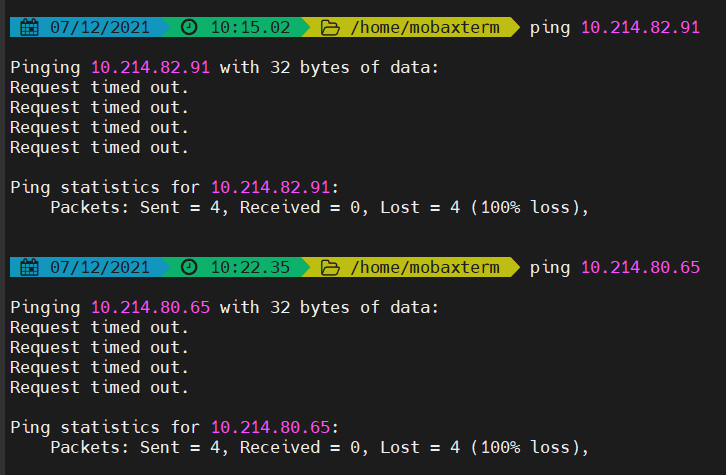 07/12/2021 10:15.02 /home/mobaxterm ping 10.214.82.91
Pinging 10.214.82.91 with 32 bytes of data:
Request timed out.
Request timed out.
Request timed out.
Request timed out.
Ping statistics for 10.214.82.91:
Packets: Sent = 4, Received = 0, Lost = 4 (100% loss),
07/12/2021 10:22.35 /home/mobaxterm ping 10.214.80.65
Pinging 10.214.80.65 with 32 bytes of data:
Request timed out.
Request timed out.
Request timed out.
Request timed out.
Ping statistics for 10.214.80.65:
Packets: Sent = 4, Received = 0, Lost = 4 (100% loss),